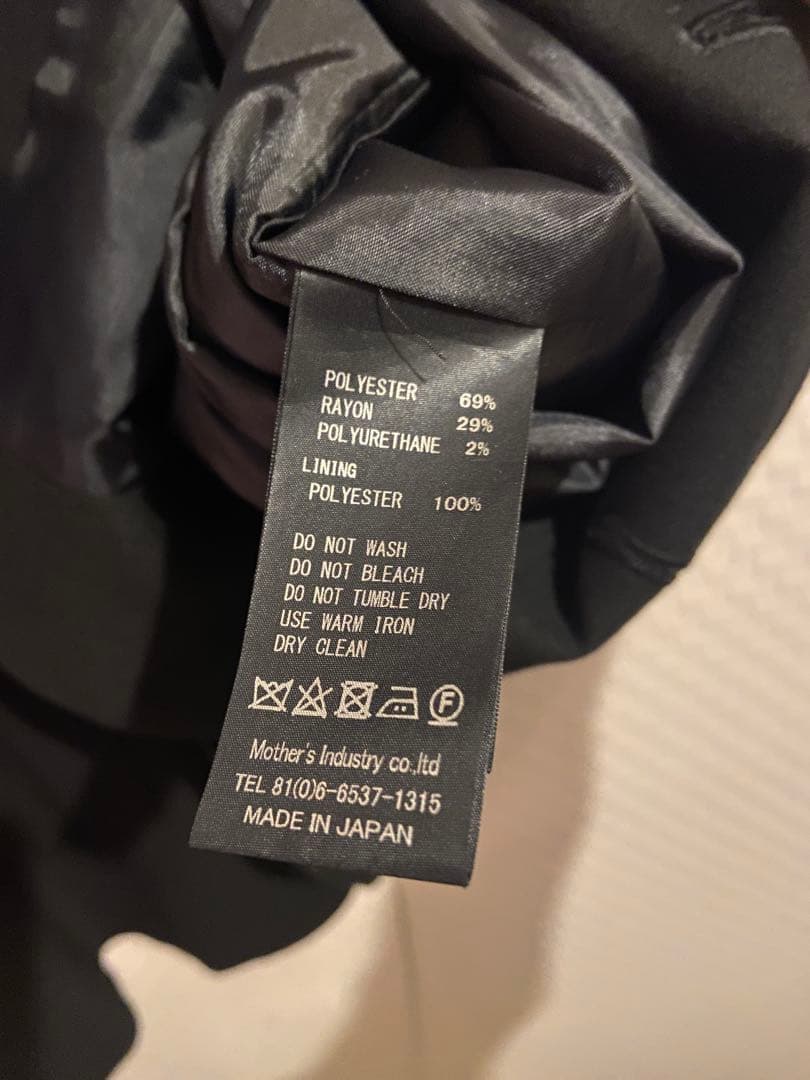 POLYESTER 69%
RAYON 29%
POLYURETHANE 2%
LINING
POLYESTER 100%
DO NOT WASH
DO NOT BLEACH
DO NOT TUMBLE DRY
USE WARM IRON
DRY CLEAN
F
Mother's Industry co.,ltd
TEL 81(0)6-6537-1315
MADE IN JAPAN